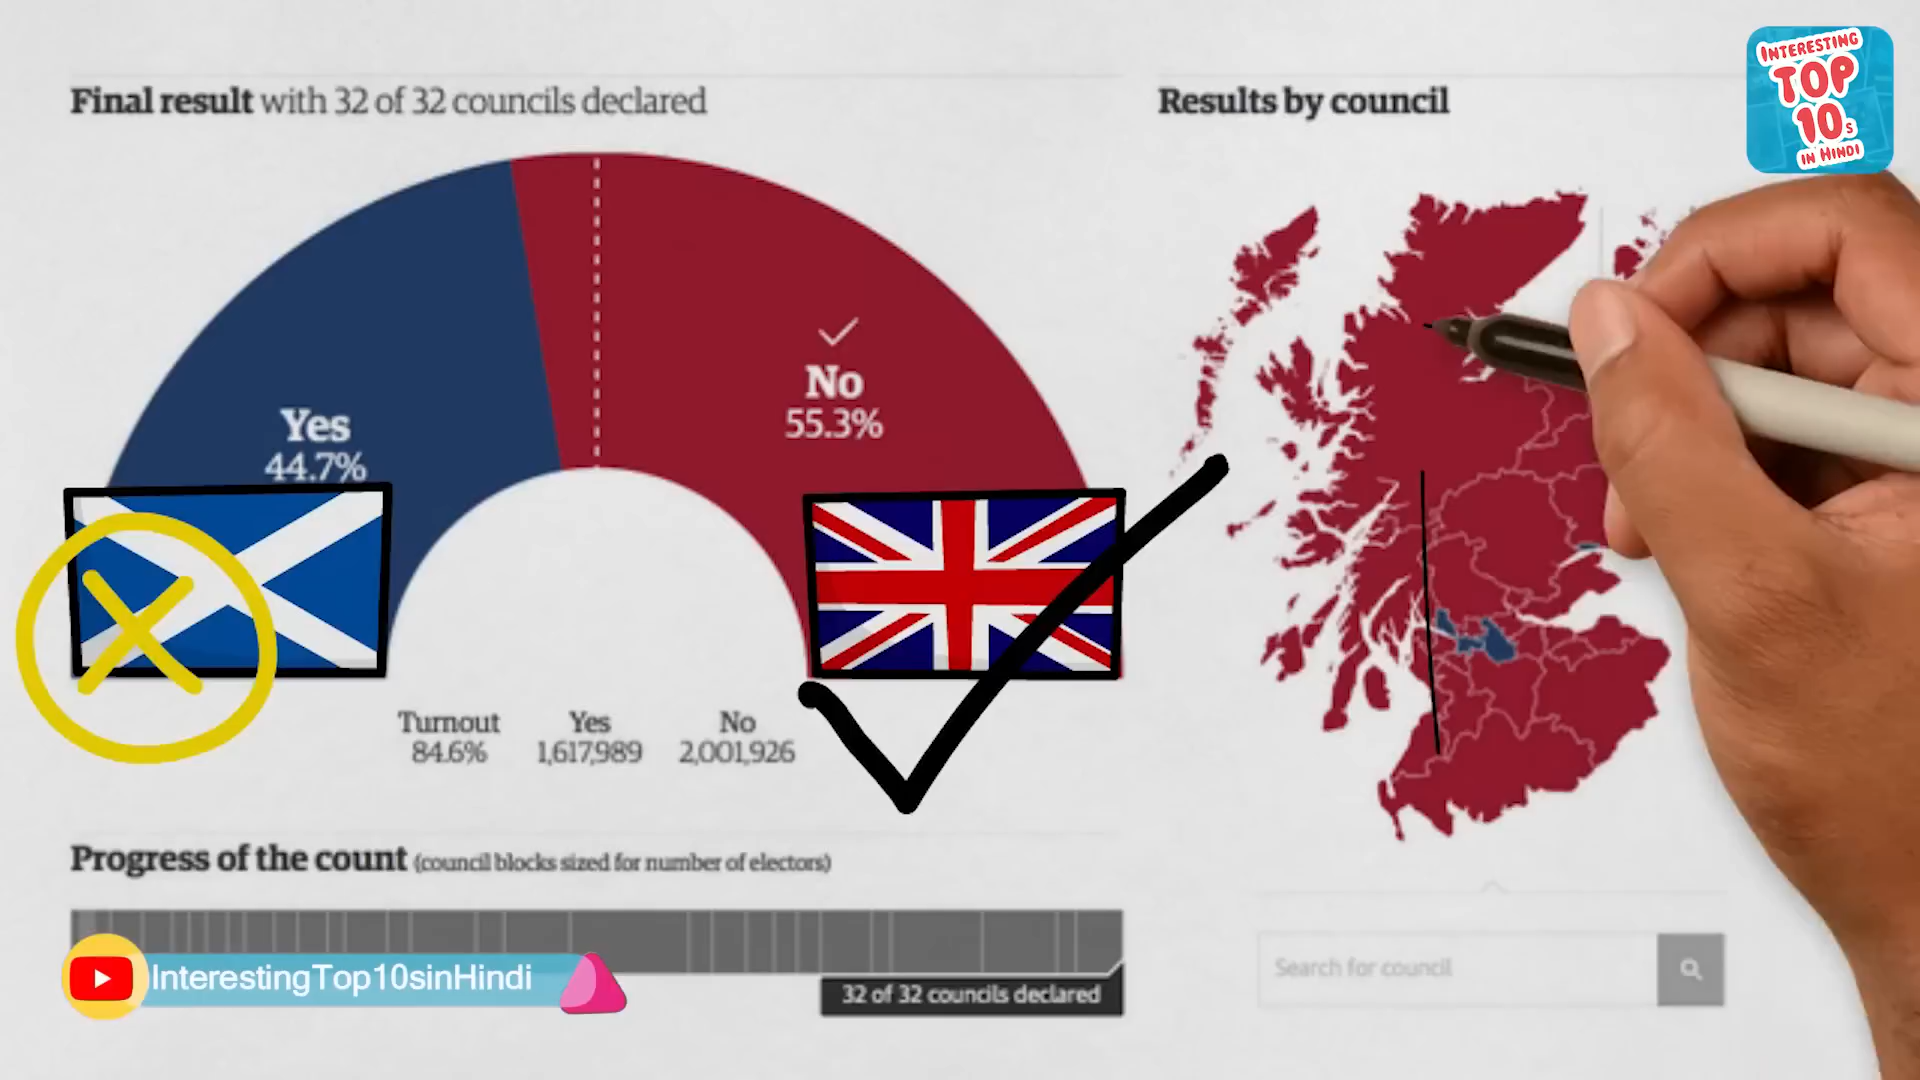 Final result with 32 of 32 councils declared
Results by council
INTERESTING
TOP
10s
IN HINDI
No
55.3%
Yes
44.7%
Turnout Yes No
84.6% 1,617,989 2,001,926
Progress of the count (council blocks sized for number of electors)
InterestingTop10sinHindi
32 of 32 councils declared
Search for council